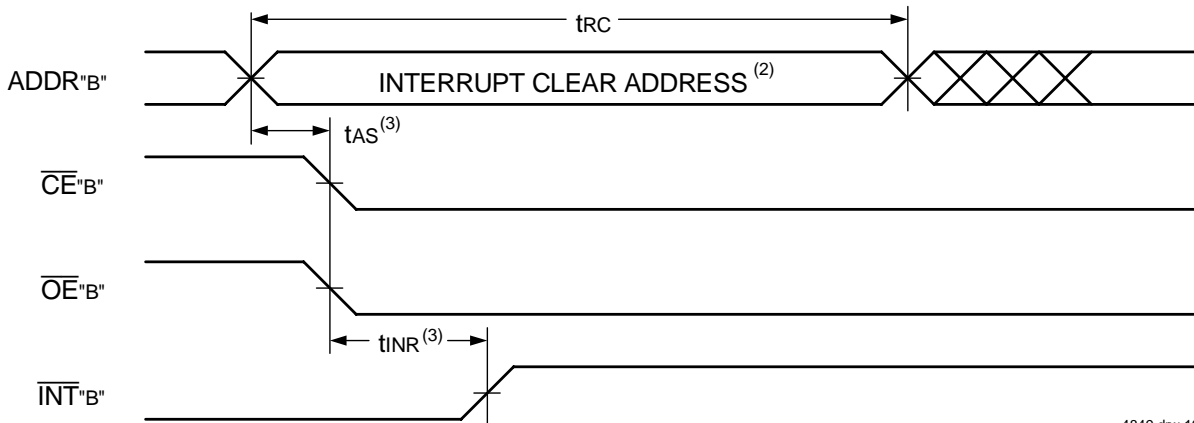 tRC
ADDR"B"
INTERRUPT CLEAR ADDRESS (2)
tAS(3)
CE"B"
OE"B"
tINR(3)
INT"B"